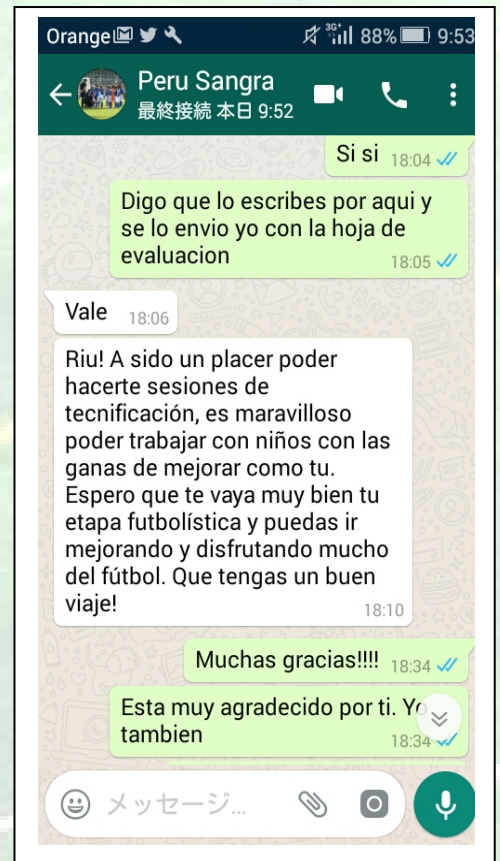 Orange 3G+ 88% 9:53
Peru Sangra
最終接続 本日 9:52
Si si 18:04
Digo que lo escribes por aqui y
se lo envio yo con la hoja de
evaluacion 18:05
Vale 18:06
Riu! A sido un placer poder
hacerte sesiones de
tecnificación, es maravilloso
poder trabajar con niños con las
ganas de mejorar como tu.
Espero que te vaya muy bien tu
etapa futbolística y puedas ir
mejorando y disfrutando mucho
del fútbol. Que tengas un buen
viaje! 18:10
Muchas gracias!!!! 18:34
Esta muy agradecido por ti. Yo
tambien 18:34
メッセージ...